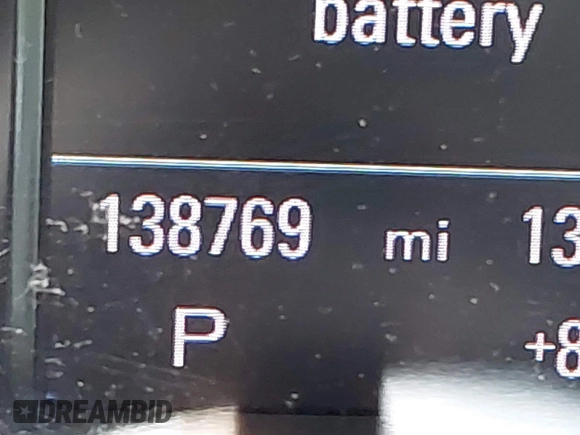 battery
138769 mi 13
P +8
DREAMBID